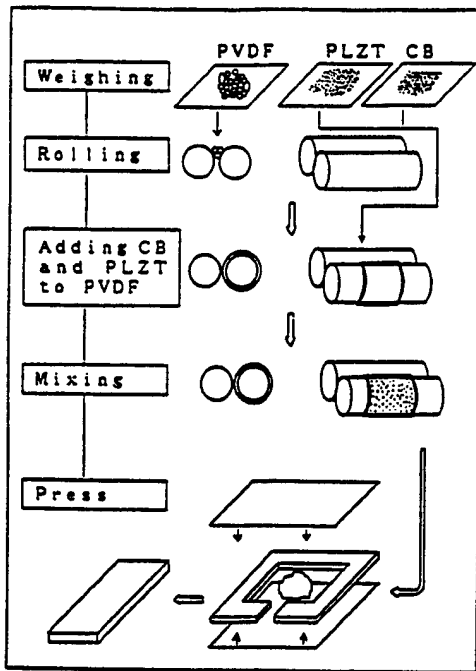 PVDF PLZT CB
Weighing
Rolling
Adding CB
and PLZT
to PVDF
Mixing
Press